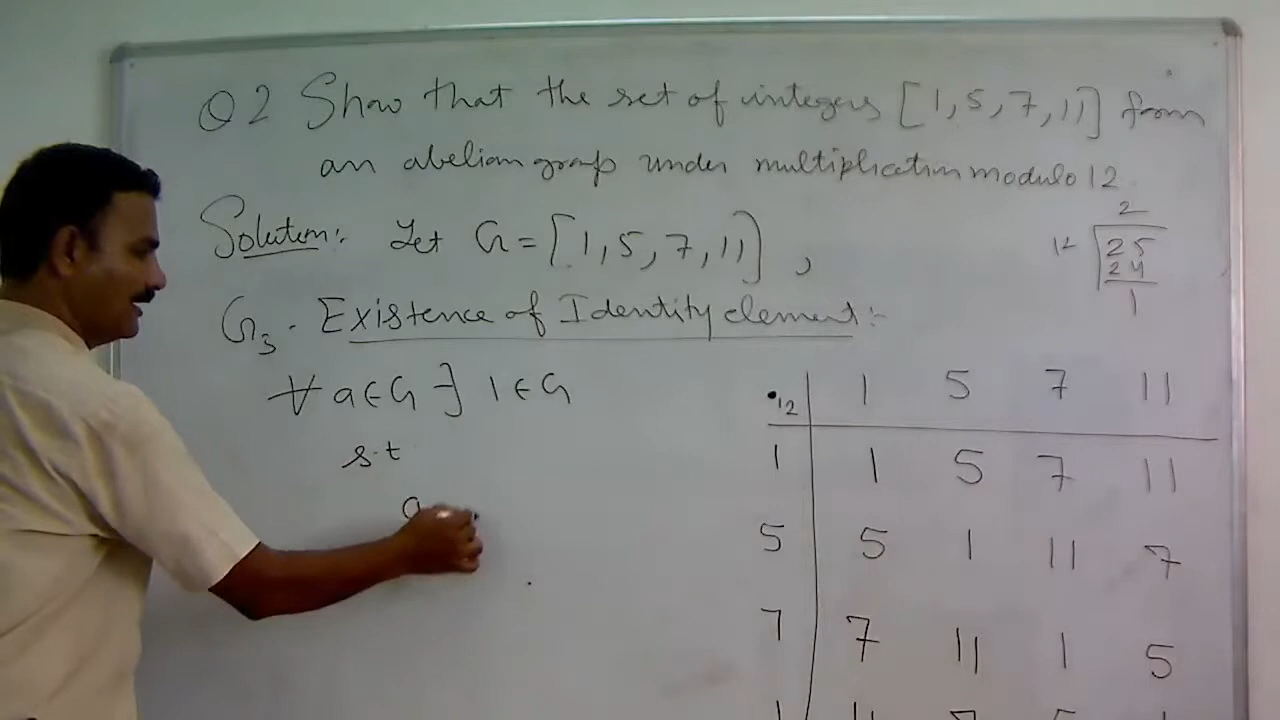 Q2 Show that the set of integers [1, 5, 7, 11] from
an abelian group under multiplication modulo 12
Solution:. Let G = [1, 5, 7, 11],
2
12 25
24
1
G3. Existence of Identity element:-
∀ a∈G ∃ 1∈G
s.t
a
•12 1 5 7 11
1 1 5 7 11
5 5 1 11 7
7 7 11 1 5